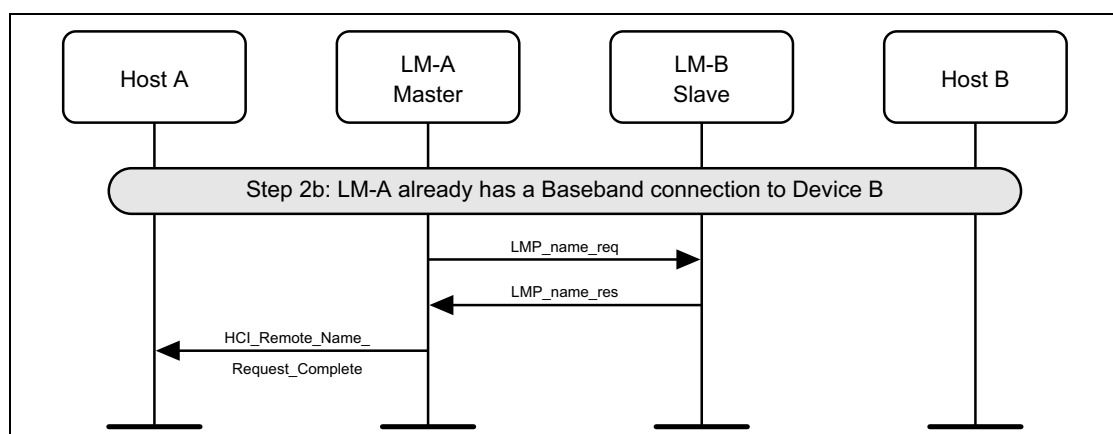 Host A
LM-A
Master
LM-B
Slave
Host B
Step 2b: LM-A already has a Baseband connection to Device B
LMP_name_req
LMP_name_res
HCI_Remote_Name_
Request_Complete